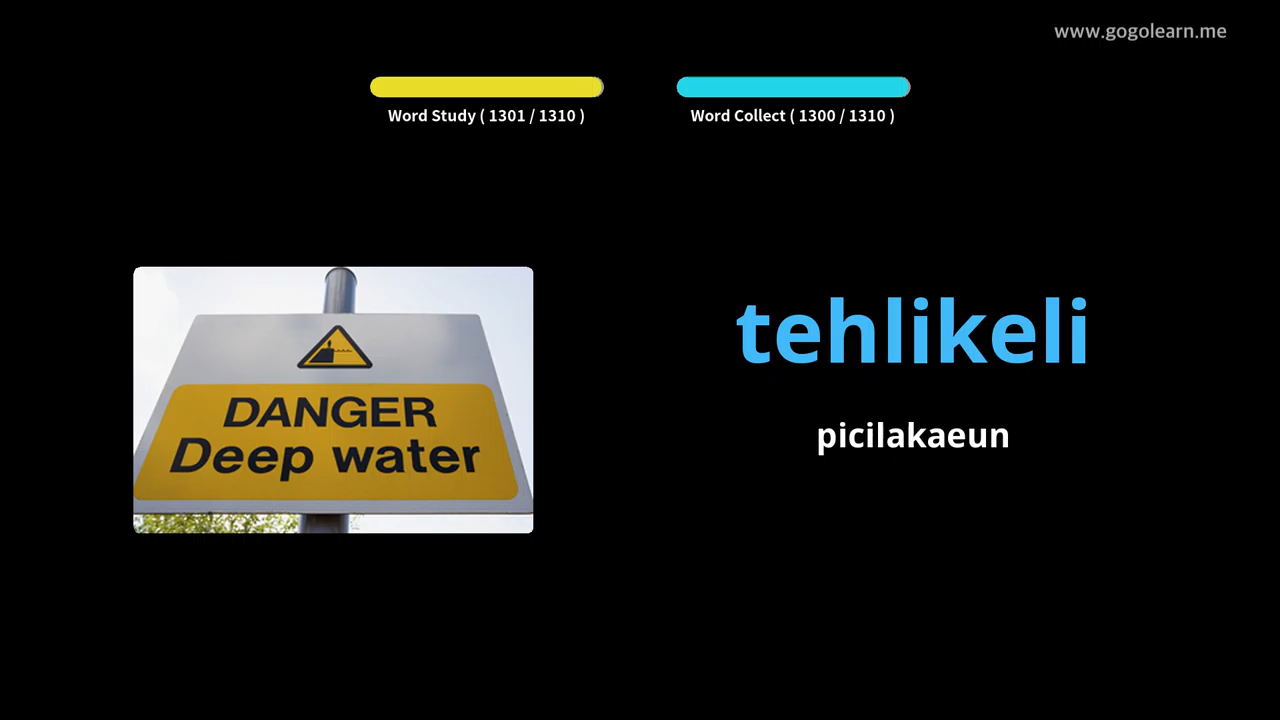 www.gogolearn.me
Word Study ( 1301 / 1310 )
Word Collect ( 1300 / 1310 )
DANGER
Deep water
tehlikeli
picilakaeun